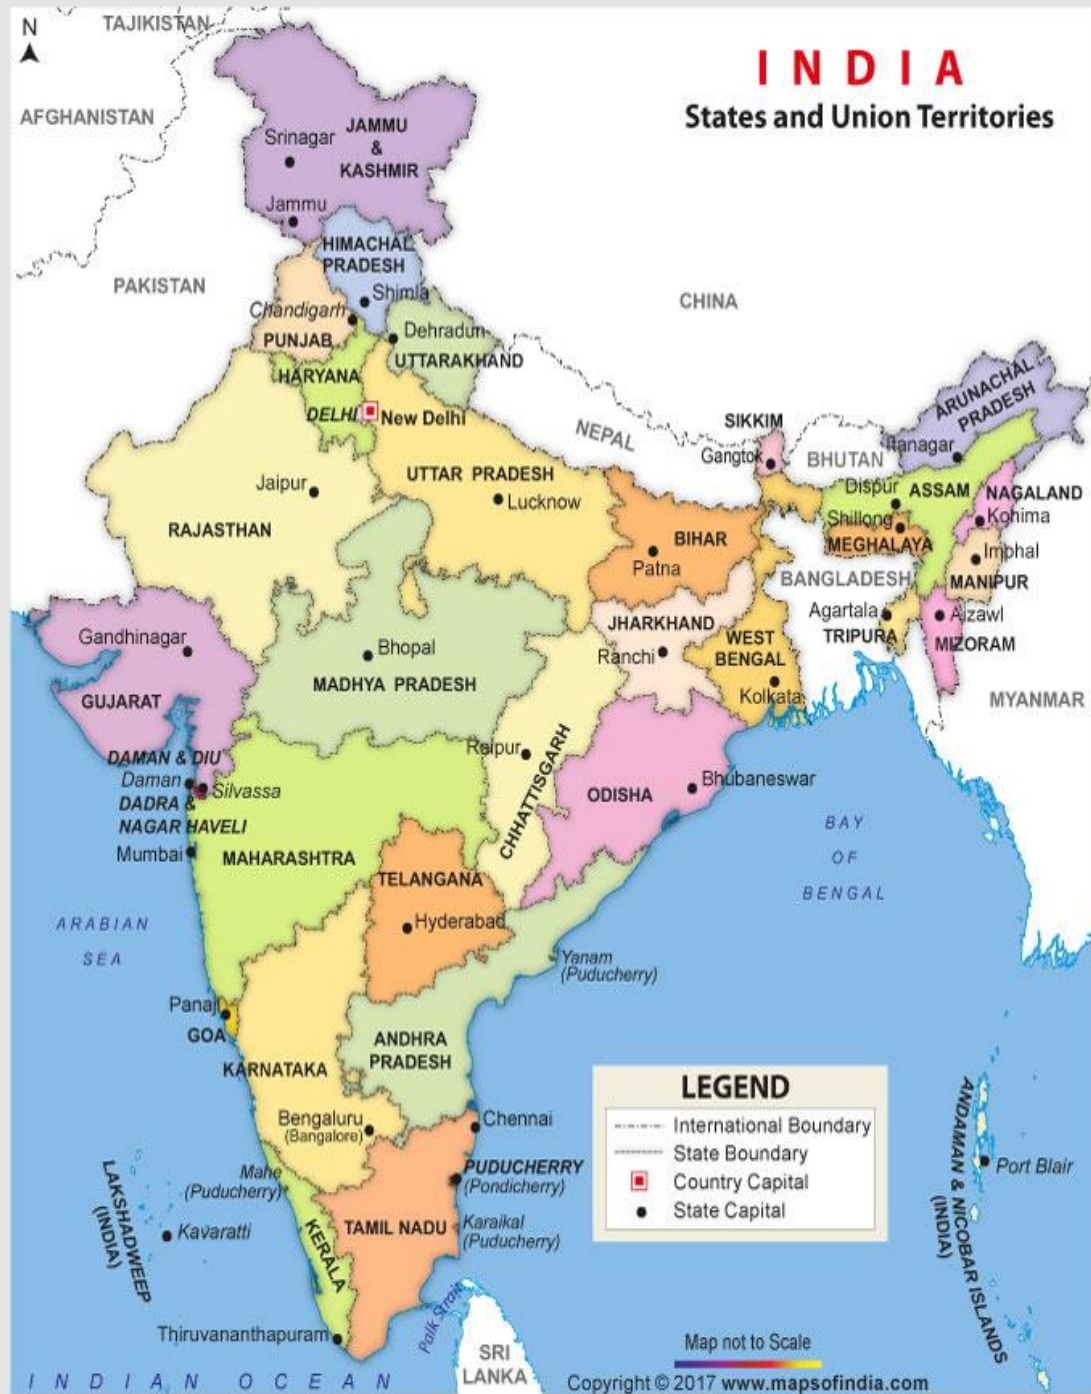 N
TAJIKISTAN
INDIA
States and Union Territories
AFGHANISTAN
Srinagar
JAMMU
&
KASHMIR
Jammu
HIMACHAL
PRADESH
PAKISTAN
Shimla
CHINA
Chandigarh
PUNJAB
Dehradun
UTTARAKHAND
HARYANA
DELHI
New Delhi
ARUNACHAL
PRADESH
SIKKIM
NEPAL
Gangtok
BHUTAN
Itanagar
Jaipur
UTTAR PRADESH
Lucknow
Dispur
ASSAM
NAGALAND
Kohima
Shillong
MEGHALAYA
RAJASTHAN
BIHAR
Patna
Imphal
MANIPUR
BANGLADESH
Agartala
TRIPURA
Aizawl
MIZORAM
Gandhinagar
GUJARAT
Bhopal
MADHYA PRADESH
JHARKHAND
Ranchi
WEST
BENGAL
Kolkata
MYANMAR
DAMAN & DIU
Daman
Silvassa
DADRA &
NAGAR HAVELI
Mumbai
MAHARASHTRA
Raipur
CHHATTISGARH
ODISHA
Bhubaneswar
BAY
OF
BENGAL
TELANGANA
Hyderabad
ARABIAN
SEA
Yanam
(Puducherry)
Panaji
GOA
KARNATAKA
ANDHRA
PRADESH
Bengaluru
(Bangalore)
Chennai
LEGEND
International Boundary
State Boundary
Country Capital
State Capital
ANDAMAN & NICOBAR ISLANDS
(INDIA)
Port Blair
Mahe
(Puducherry)
PUDUCHERRY
(Pondicherry)
LAKSHADWEEP
(INDIA)
Kavaratti
KERALA
TAMIL NADU
Karaikal
(Puducherry)
Thiruvananthapuram
Palk Strait
SRI
LANKA
Map not to Scale
INDIAN OCEAN
Copyright © 2017 www.mapsofindia.com